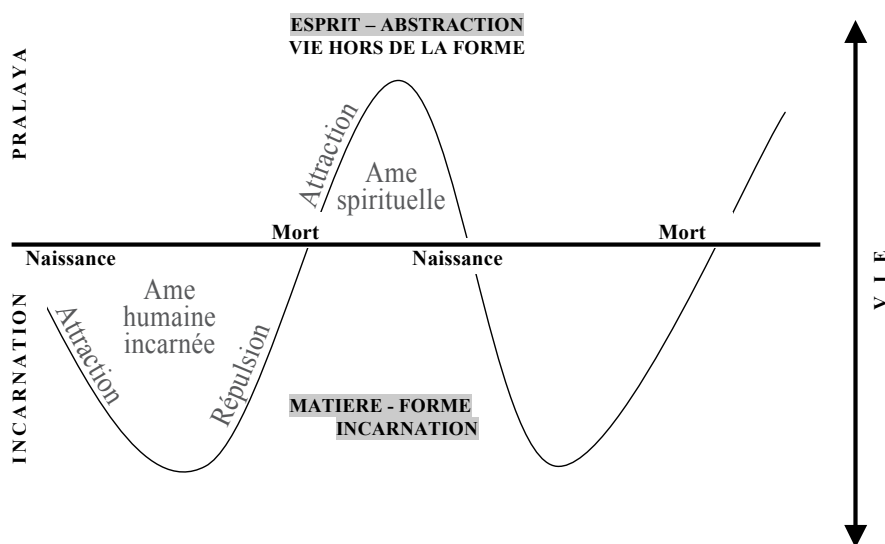 ESPRIT – ABSTRACTION
VIE HORS DE LA FORME
PRALAYA
Attraction
Ame
spirituelle
Mort
Mort
Naissance
Naissance
VIE
INCARNATION
Attraction
Ame
humaine
incarnée
Répulsion
MATIERE - FORME
INCARNATION